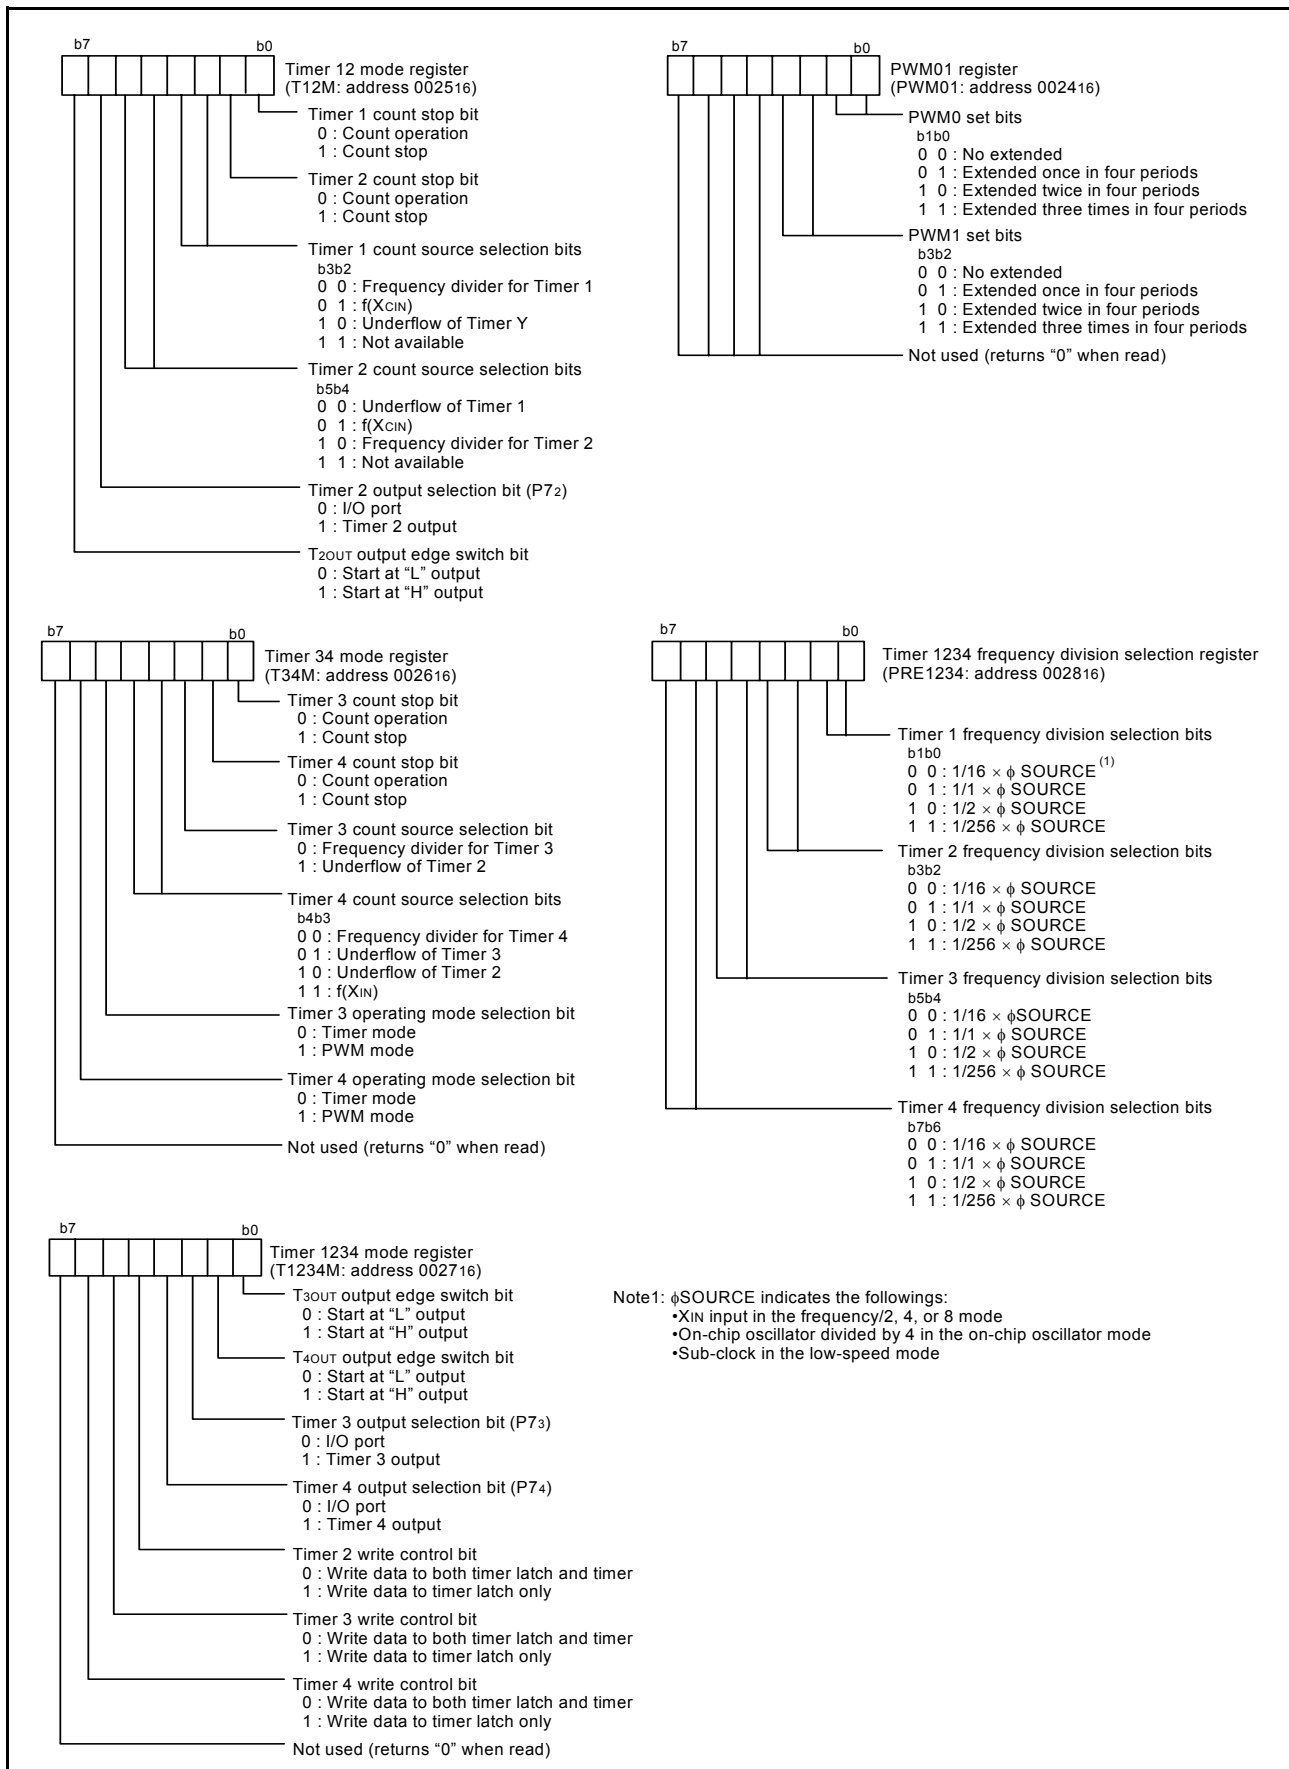 b7 b0
Timer 12 mode register
(T12M: address 002516)
Timer 1 count stop bit
0 : Count operation
1 : Count stop
Timer 2 count stop bit
0 : Count operation
1 : Count stop
Timer 1 count source selection bits
b3b2
0 0 : Frequency divider for Timer 1
0 1 : f(XCIN)
1 0 : Underflow of Timer Y
1 1 : Not available
Timer 2 count source selection bits
b5b4
0 0 : Underflow of Timer 1
0 1 : f(XCIN)
1 0 : Frequency divider for Timer 2
1 1 : Not available
Timer 2 output selection bit (P72)
0 : I/O port
1 : Timer 2 output
T2OUT output edge switch bit
0 : Start at “L” output
1 : Start at “H” output
b7 b0
PWM01 register
(PWM01: address 002416)
PWM0 set bits
b1b0
0 0 : No extended
0 1 : Extended once in four periods
1 0 : Extended twice in four periods
1 1 : Extended three times in four periods
PWM1 set bits
b3b2
0 0 : No extended
0 1 : Extended once in four periods
1 0 : Extended twice in four periods
1 1 : Extended three times in four periods
Not used (returns “0” when read)
b7 b0
Timer 34 mode register
(T34M: address 002616)
Timer 3 count stop bit
0 : Count operation
1 : Count stop
Timer 4 count stop bit
0 : Count operation
1 : Count stop
Timer 3 count source selection bit
0 : Frequency divider for Timer 3
1 : Underflow of Timer 2
Timer 4 count source selection bits
b4b3
0 0 : Frequency divider for Timer 4
0 1 : Underflow of Timer 3
1 0 : Underflow of Timer 2
1 1 : f(XIN)
Timer 3 operating mode selection bit
0 : Timer mode
1 : PWM mode
Timer 4 operating mode selection bit
0 : Timer mode
1 : PWM mode
Not used (returns “0” when read)
b7 b0
Timer 1234 frequency division selection register
(PRE1234: address 002816)
Timer 1 frequency division selection bits
b1b0
0 0 : 1/16 × ϕ SOURCE (1)
0 1 : 1/1 × ϕ SOURCE
1 0 : 1/2 × ϕ SOURCE
1 1 : 1/256 × ϕ SOURCE
Timer 2 frequency division selection bits
b3b2
0 0 : 1/16 × ϕ SOURCE
0 1 : 1/1 × ϕ SOURCE
1 0 : 1/2 × ϕ SOURCE
1 1 : 1/256 × ϕ SOURCE
Timer 3 frequency division selection bits
b5b4
0 0 : 1/16 × ϕSOURCE
0 1 : 1/1 × ϕ SOURCE
1 0 : 1/2 × ϕ SOURCE
1 1 : 1/256 × ϕ SOURCE
Timer 4 frequency division selection bits
b7b6
0 0 : 1/16 × ϕ SOURCE
0 1 : 1/1 × ϕ SOURCE
1 0 : 1/2 × ϕ SOURCE
1 1 : 1/256 × ϕ SOURCE
b7 b0
Timer 1234 mode register
(T1234M: address 002716)
T3OUT output edge switch bit
0 : Start at “L” output
1 : Start at “H” output
T4OUT output edge switch bit
0 : Start at “L” output
1 : Start at “H” output
Timer 3 output selection bit (P73)
0 : I/O port
1 : Timer 3 output
Timer 4 output selection bit (P74)
0 : I/O port
1 : Timer 4 output
Timer 2 write control bit
0 : Write data to both timer latch and timer
1 : Write data to timer latch only
Timer 3 write control bit
0 : Write data to both timer latch and timer
1 : Write data to timer latch only
Timer 4 write control bit
0 : Write data to both timer latch and timer
1 : Write data to timer latch only
Not used (returns “0” when read)
Note1: ϕSOURCE indicates the followings:
•XIN input in the frequency/2, 4, or 8 mode
•On-chip oscillator divided by 4 in the on-chip oscillator mode
•Sub-clock in the low-speed mode